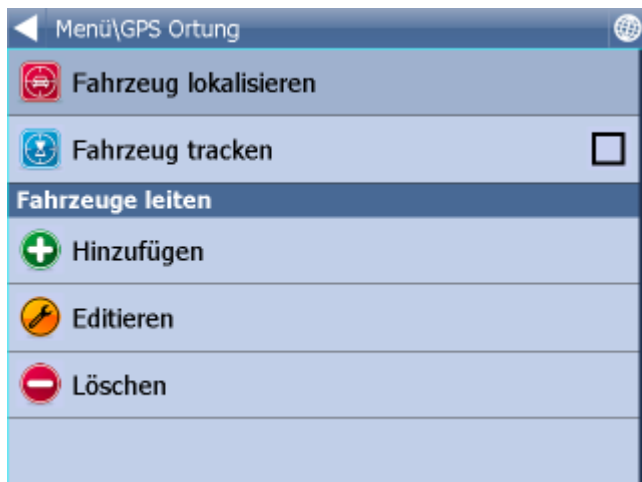 Menü\GPS Ortung
Fahrzeug lokalisieren
Fahrzeug tracken
Fahrzeuge leiten
Hinzufügen
Editieren
Löschen